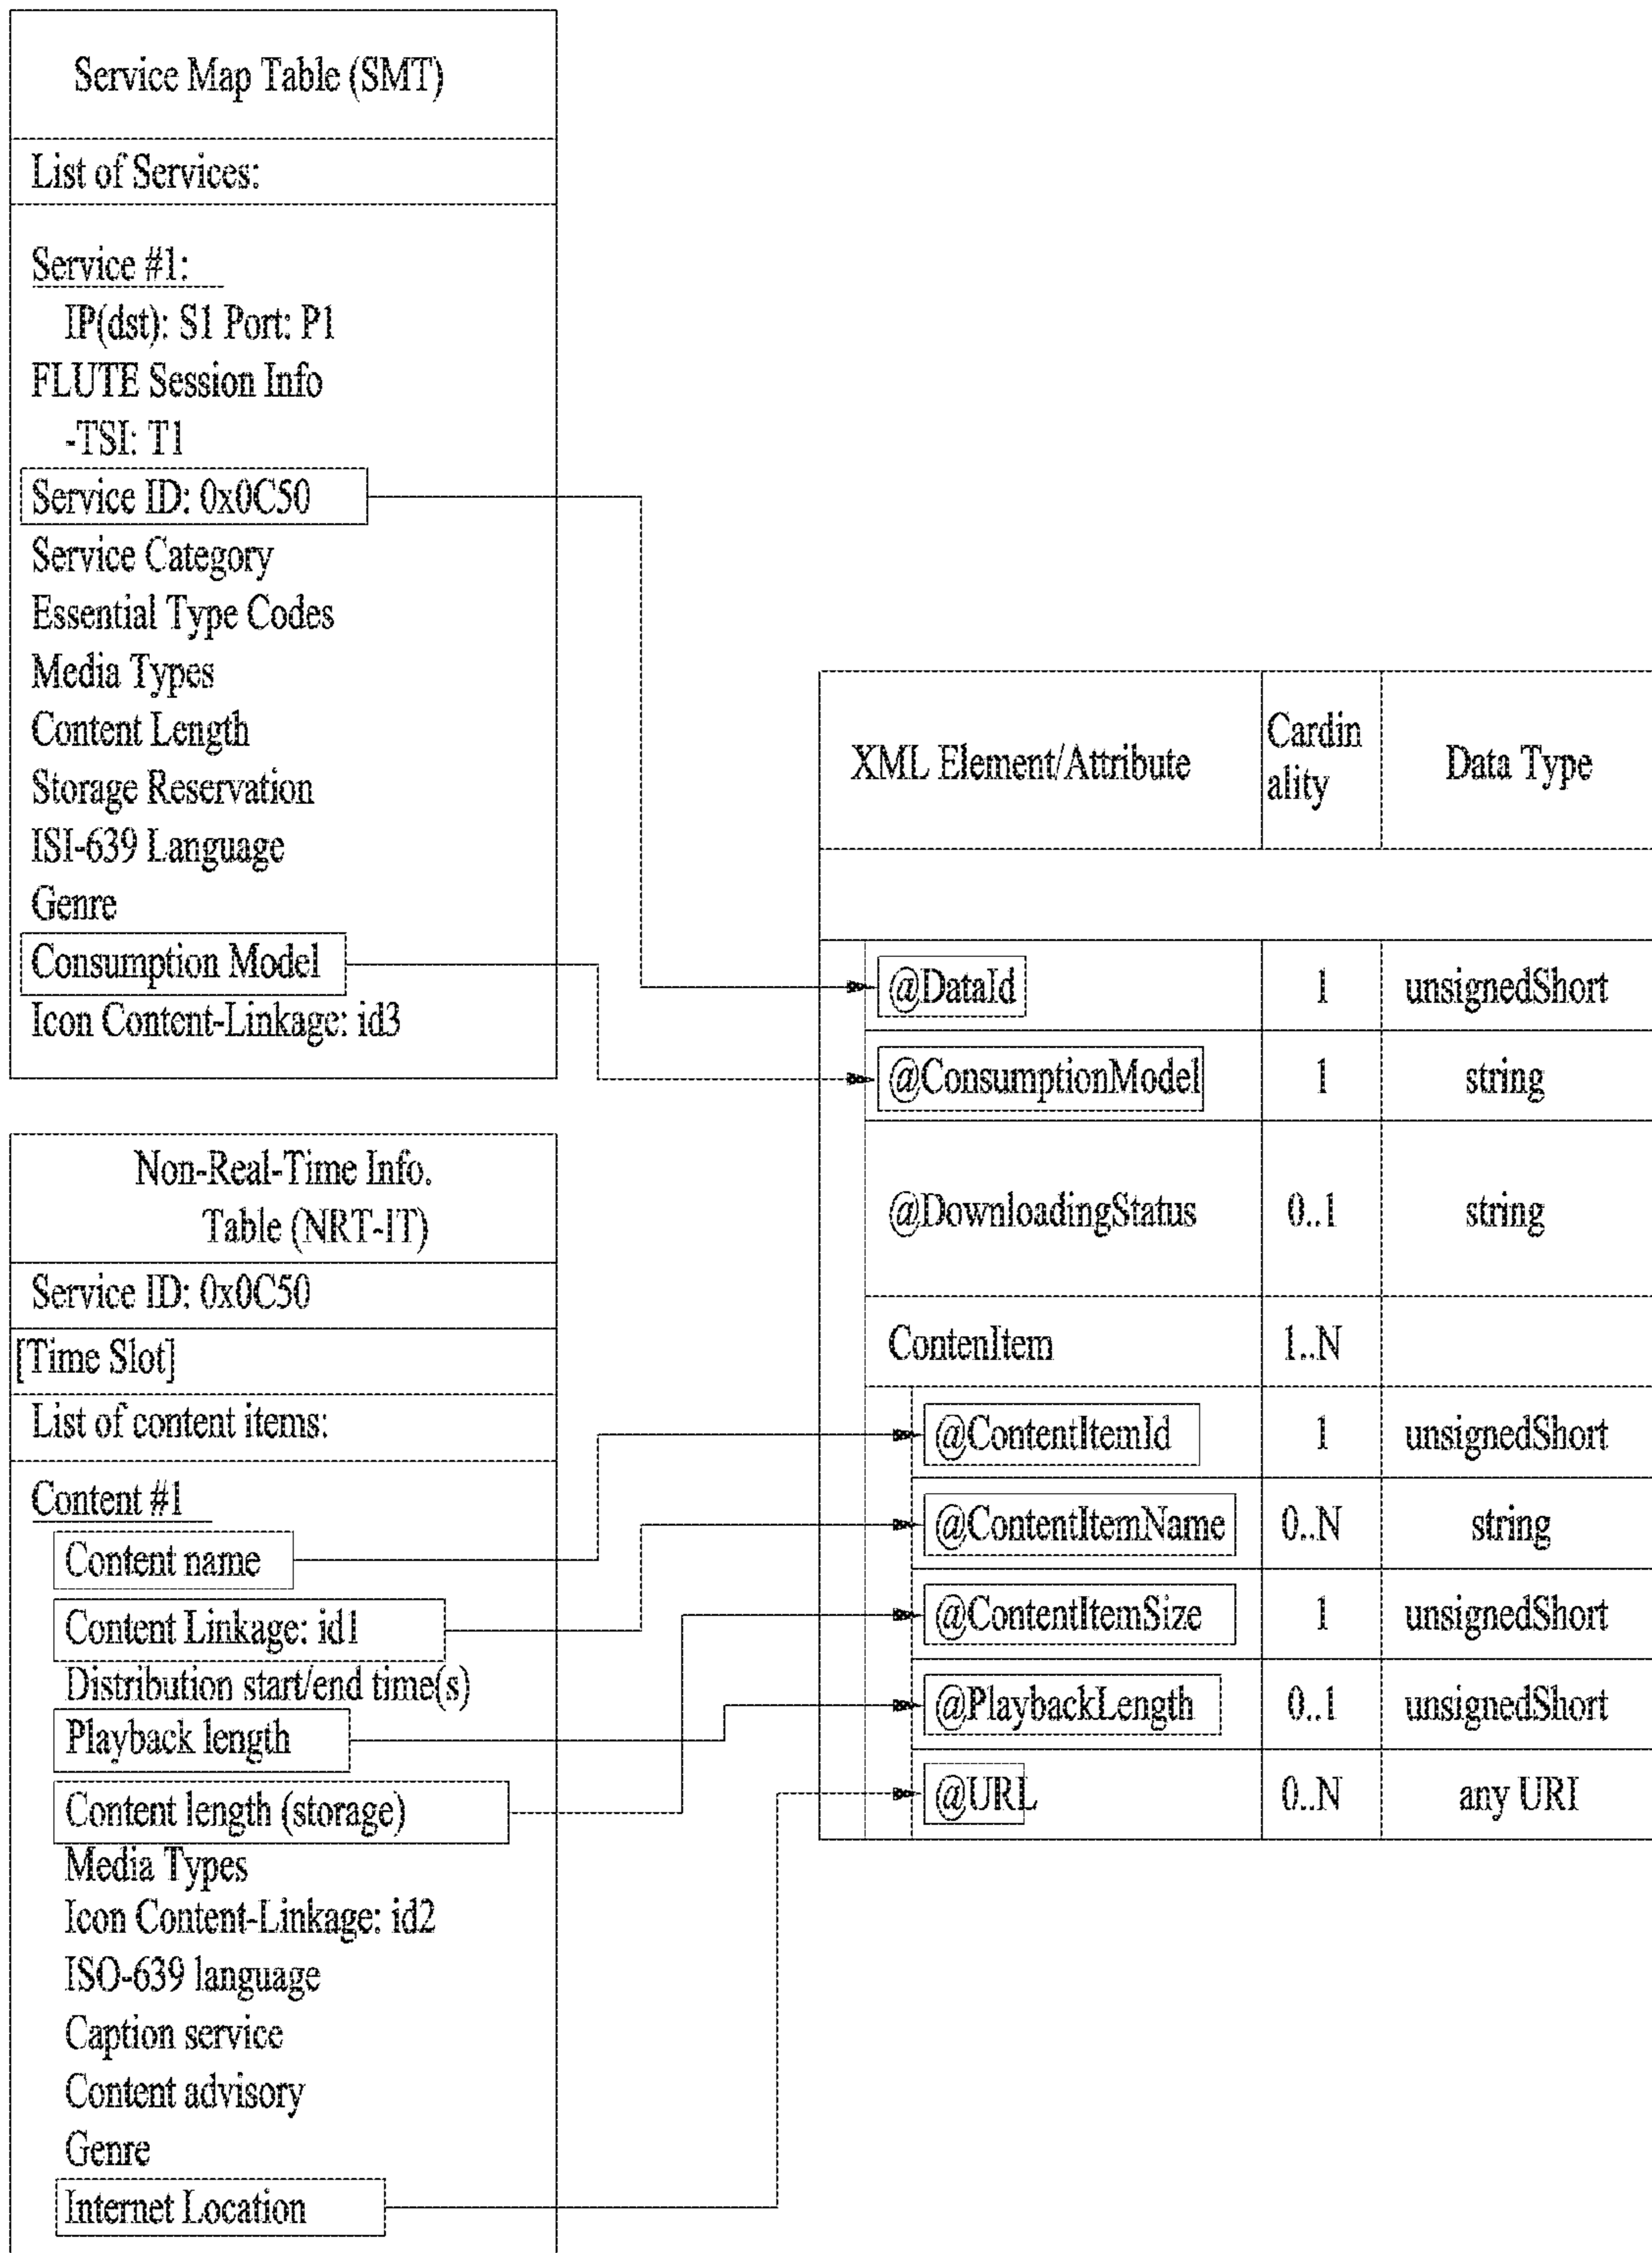 Service Map Table (SMT)
List of Services:
Service #1:
IP(dst): S1 Port: P1
FLUTE Session Info
-TSI: T1
Service ID: 0x0C50
Service Category
Essential Type Codes
Media Types
Content Length
Storage Reservation
ISI-639 Language
Genre
Consumption Model
Icon Content-Linkage: id3
Non-Real-Time Info.
Table (NRT-IT)
Service ID: 0x0C50
[Time Slot]
List of content items:
Content #1
Content name
Content Linkage: id1
Distribution start/end time(s)
Playback length
Content length (storage)
Media Types
Icon Content-Linkage: id2
ISO-639 language
Caption service
Content advisory
Genre
Internet Location
XML Element/Attribute Cardin Data Type
ality
@DataId 1 unsignedShort
@ConsumptionModel 1 string
@DownloadingStatus 0..1 string
ContenItem 1..N
@ContentItemId 1 unsignedShort
@ContentItemName 0..N string
@ContentItemSize 1 unsignedShort
@PlaybackLength 0..1 unsignedShort
@URL 0..N any URI